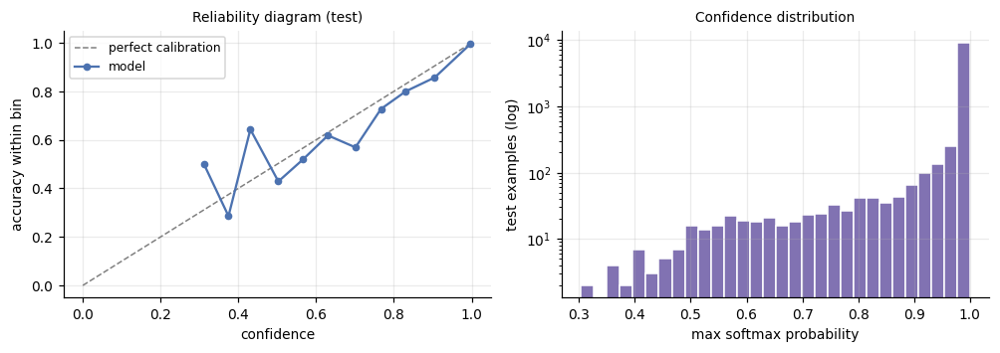 Reliability diagram (test)
perfect calibration
model
accuracy within bin
1.0
0.8
0.6
0.4
0.2
0.0
0.0 0.2 0.4 0.6 0.8 1.0
confidence
Confidence distribution
test examples (log)
10⁴
10³
10²
10¹
0.3 0.4 0.5 0.6 0.7 0.8 0.9 1.0
max softmax probability